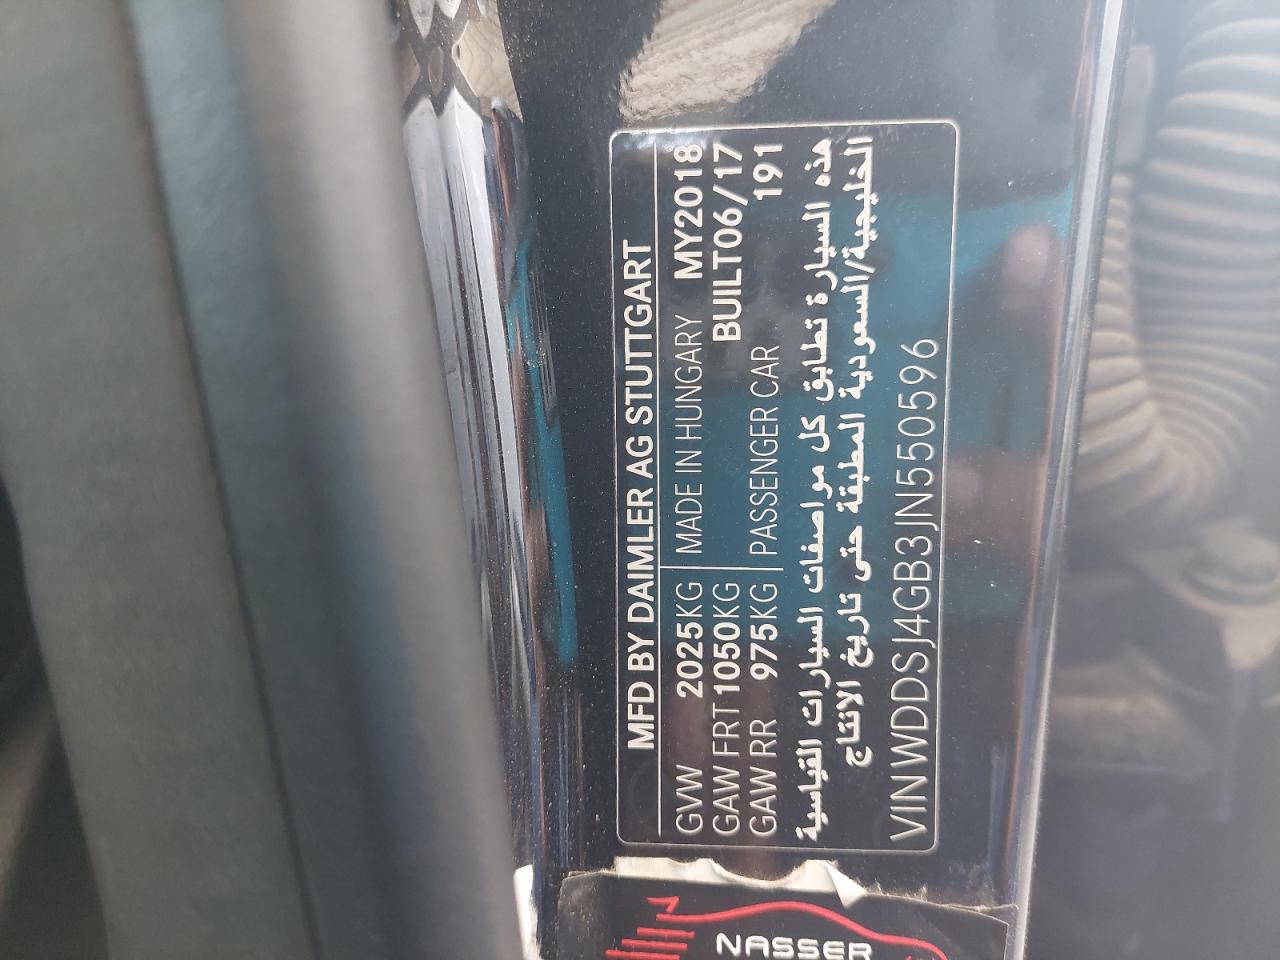 MFD BY DAIMLER AG STUTTGART
GVW 2025KG MADE IN HUNGARY MY2018
GAW FRT 1050KG BUILT06/17
GAW RR 975KG PASSENGER CAR 191
هذه السيارة تطابق كل مواصفات السيارات القياسية
الخليجية/السعودية المطبقة حتى تاريخ الانتاج
VIN WDDSJ4GB3JN550596
NASSER